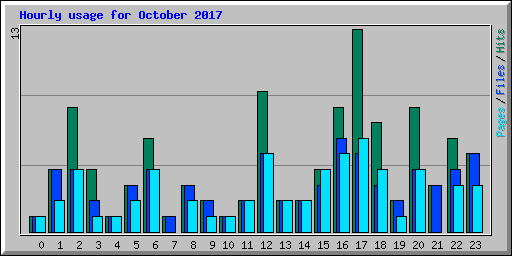 Hourly usage for October 2017
13
Pages/Files/Hits
0 1 2 3 4 5 6 7 8 9 10 11 12 13 14 15 16 17 18 19 20 21 22 23